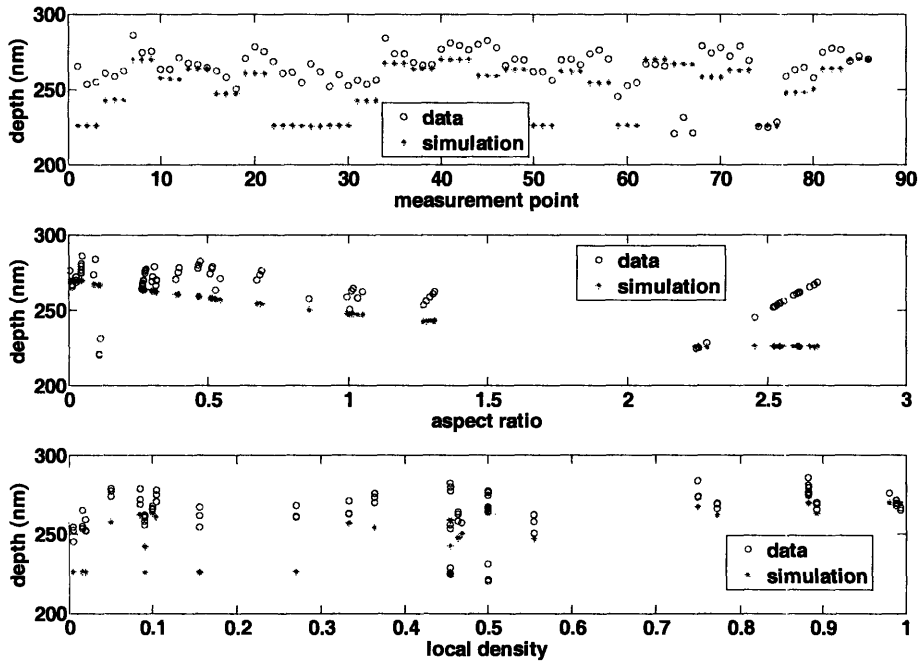 300
250
200
depth (nm)
data
simulation
0 10 20 30 40 50 60 70 80 90
measurement point
300
250
200
depth (nm)
data
simulation
0 0.5 1 1.5 2 2.5 3
aspect ratio
300
250
200
depth (nm)
data
simulation
0 0.1 0.2 0.3 0.4 0.5 0.6 0.7 0.8 0.9 1
local density